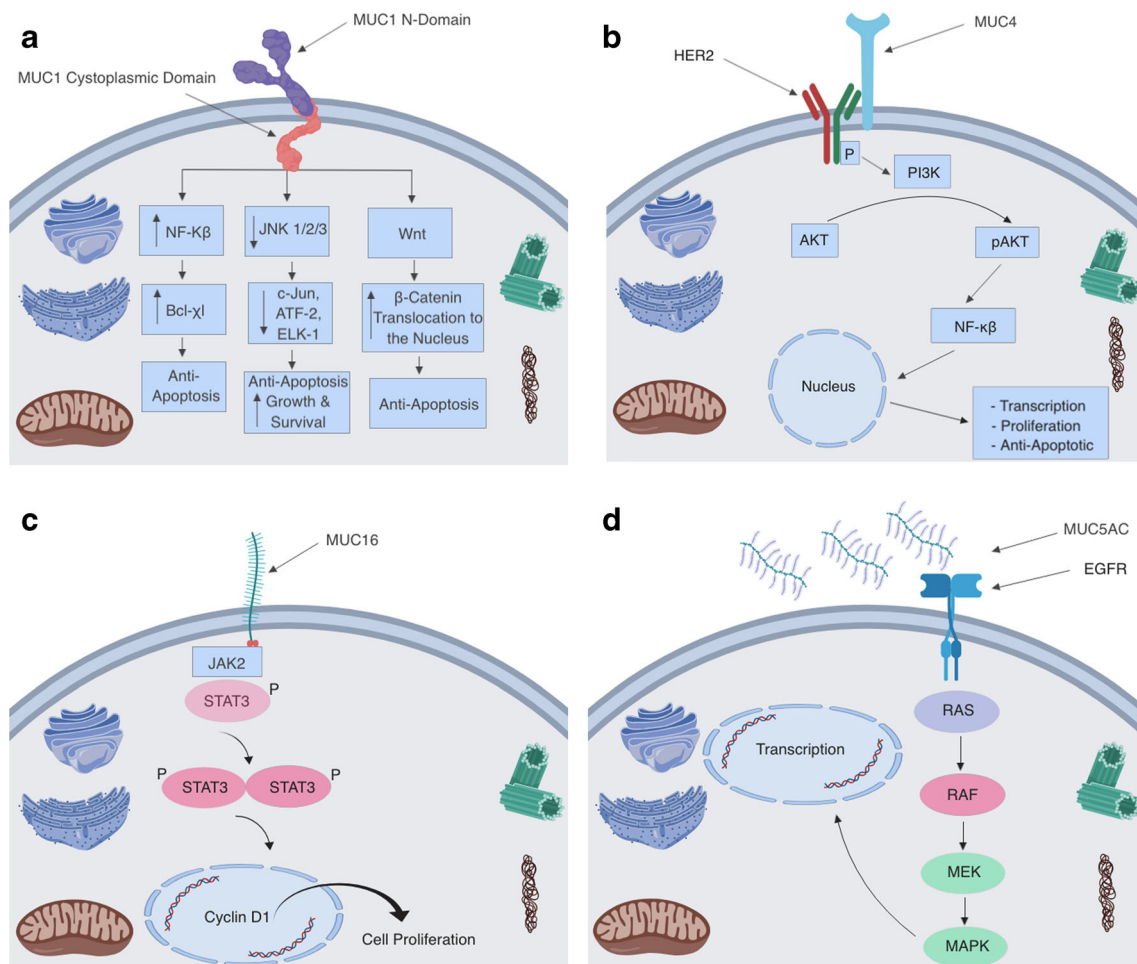 a
MUC1 N-Domain
MUC1 Cystoplasmic Domain
NF-Kβ
JNK 1/2/3
Wnt
Bcl-χl
c-Jun,
ATF-2,
ELK-1
β-Catenin
Translocation to
the Nucleus
Anti-
Apoptosis
Anti-Apoptosis
Growth &
Survival
Anti-Apoptosis
b
MUC4
HER2
P
PI3K
AKT
pAKT
NF-κβ
Nucleus
- Transcription
- Proliferation
- Anti-Apoptotic
c
MUC16
JAK2
STAT3
P
P
STAT3
STAT3
P
Cyclin D1
Cell Proliferation
d
MUC5AC
EGFR
RAS
Transcription
RAF
MEK
MAPK